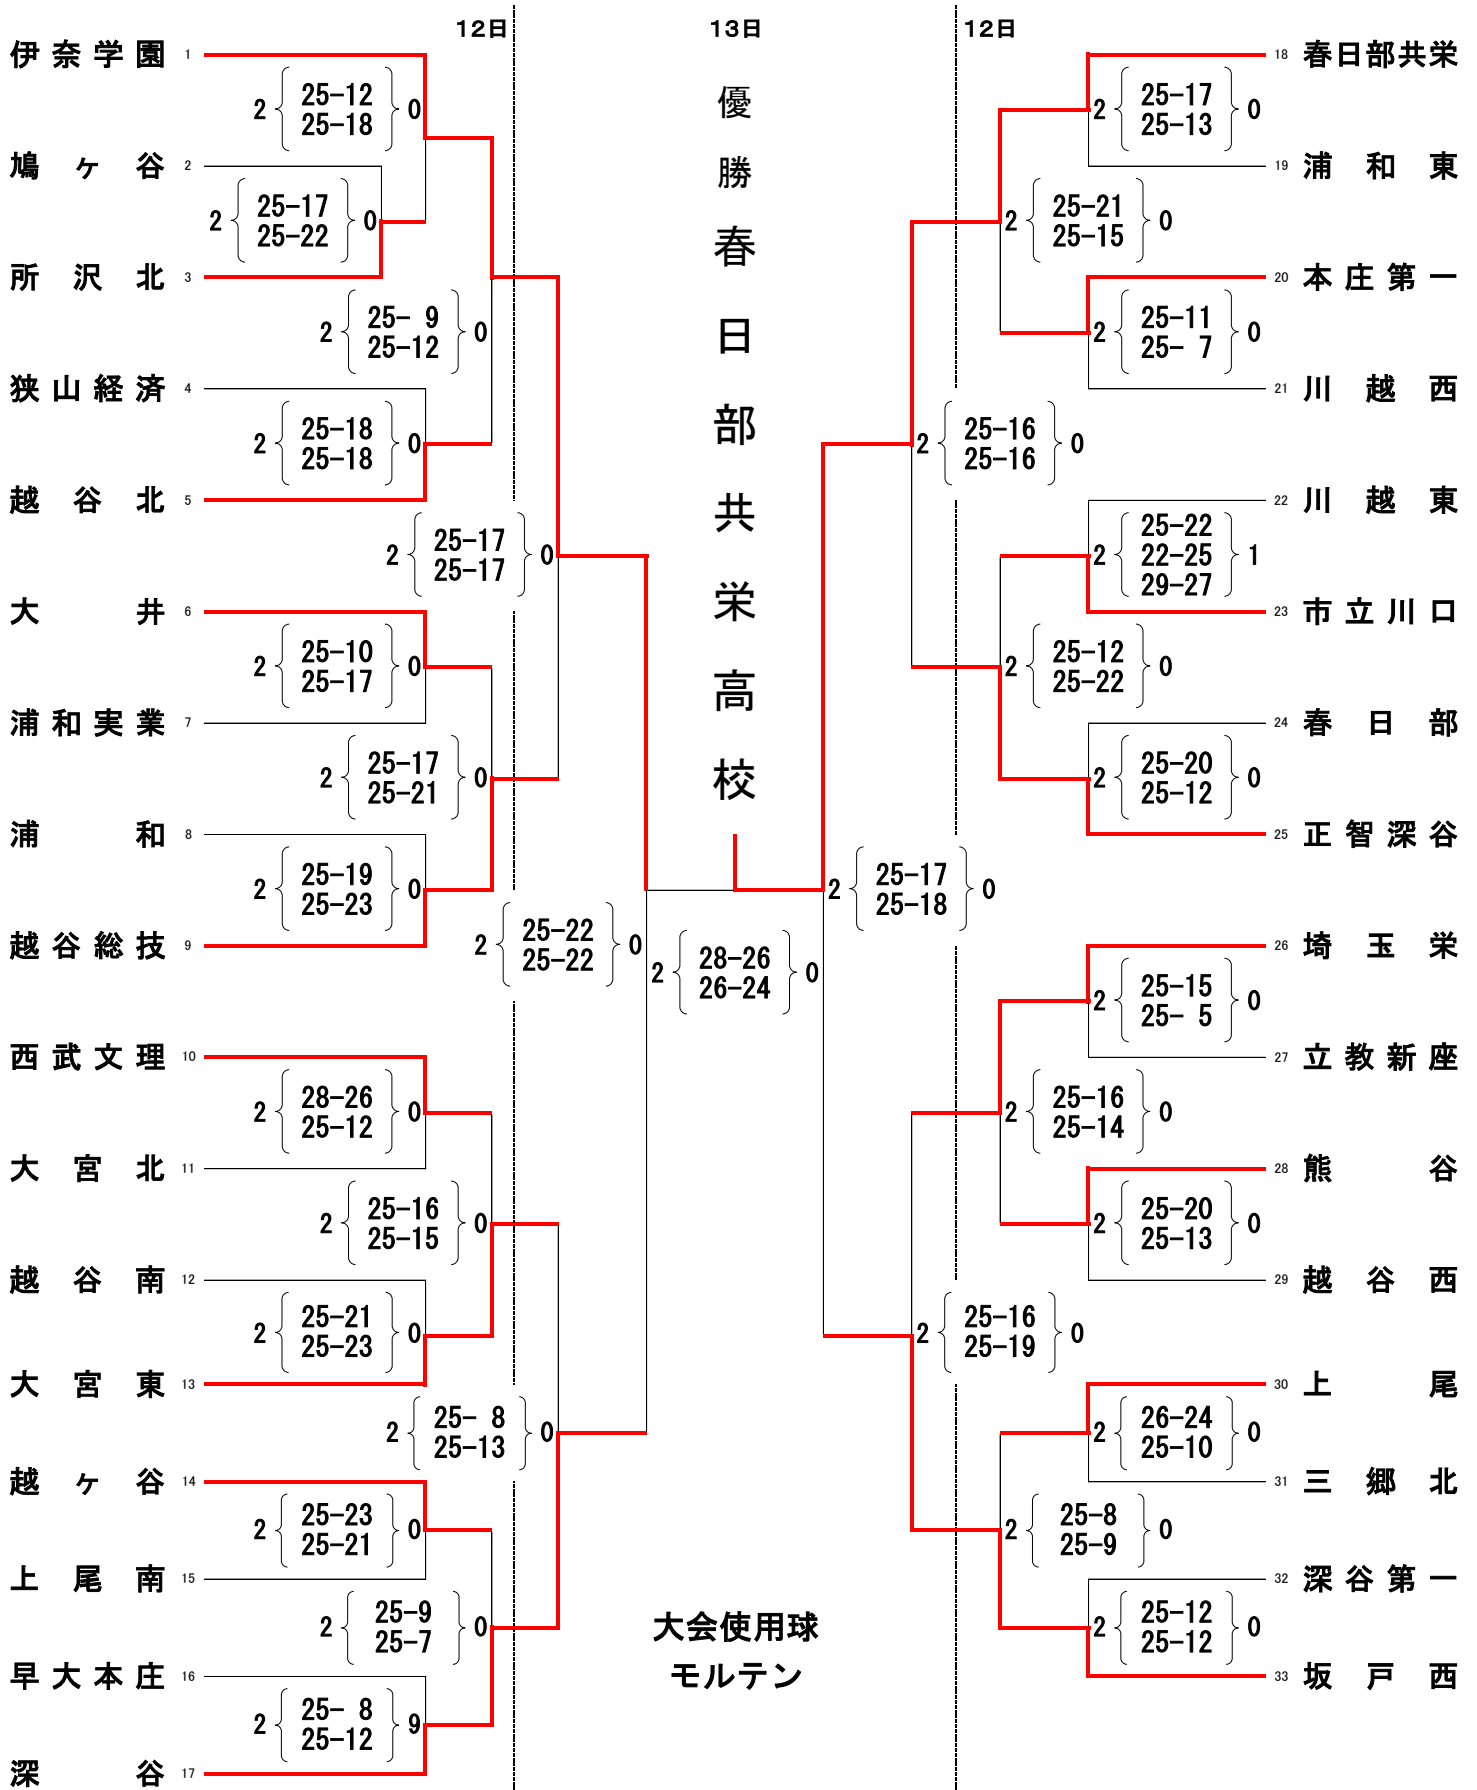 12日 13日 12日
優勝 春日部共栄高校
伊奈学園 1
2 25-12 0
25-18
鳩ヶ谷 2
2 25-17 0
25-22
所沢北 3
2 25- 9 0
25-12
狭山経済 4
2 25-18 0
25-18
越谷北 5
2 25-17 0
25-17
大井 6
2 25-10 0
25-17
浦和実業 7
2 25-17 0
25-21
浦和 8
2 25-19 0
25-23
越谷総技 9
2 25-22 0
25-22
西武文理 10
2 28-26 0
25-12
大宮北 11
2 25-16 0
25-15
越谷南 12
2 25-21 0
25-23
大宮東 13
2 25- 8 0
25-13
越ヶ谷 14
2 25-23 0
25-21
上尾南 15
2 25-9 0
25-7
早大本庄 16
2 25- 8 9
25-12
深谷 17
2 28-26 0
26-24
18 春日部共栄
2 25-17 0
25-13
19 浦和東
2 25-21 0
25-15
20 本庄第一
2 25-11 0
25- 7
21 川越西
2 25-16 0
25-16
22 川越東
2 25-22 1
22-25
29-27
23 市立川口
2 25-12 0
25-22
24 春日部
2 25-20 0
25-12
25 正智深谷
2 25-17 0
25-18
26 埼玉栄
2 25-15 0
25- 5
27 立教新座
2 25-16 0
25-14
28 熊谷
2 25-20 0
25-13
29 越谷西
2 25-16 0
25-19
30 上尾
2 26-24 0
25-10
31 三郷北
2 25-8 0
25-9
32 深谷第一
2 25-12 0
25-12
33 坂戸西
大会使用球
モルテン